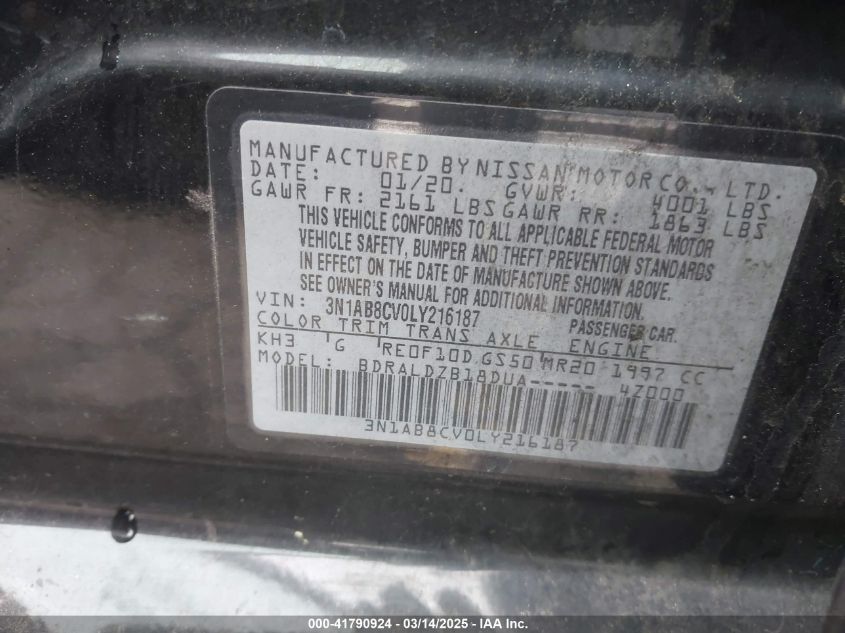 MANUFACTURED BY NISSAN MOTOR CO., LTD.
DATE: 01/20. GVWR: 4001 LBS
GAWR FR: 2161 LBS GAWR RR: 1863 LBS
THIS VEHICLE CONFORMS TO ALL APPLICABLE FEDERAL MOTOR
VEHICLE SAFETY, BUMPER AND THEFT PREVENTION STANDARDS
IN EFFECT ON THE DATE OF MANUFACTURE SHOWN ABOVE.
SEE OWNER'S MANUAL FOR ADDITIONAL INFORMATION.
VIN: 3N1AB8CV0LY216187 PASSENGER CAR.
COLOR TRIM TRANS AXLE ENGINE
KH3 'G 'RE0F10D GS50'MR20 1997 CC
MODEL: BDRALDZB18DUA----- 4Z000
3N1AB8CV0LY216187
000-41790924 - 03/14/2025 - IAA Inc.